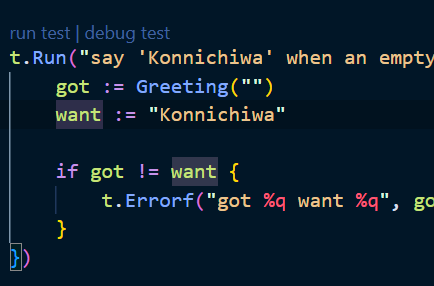 run test | debug test
t.Run("say 'Konnichiwa' when an empty
got := Greeting("")
want := "Konnichiwa"
if got != want {
t.Errorf("got %q want %q", go
}
})